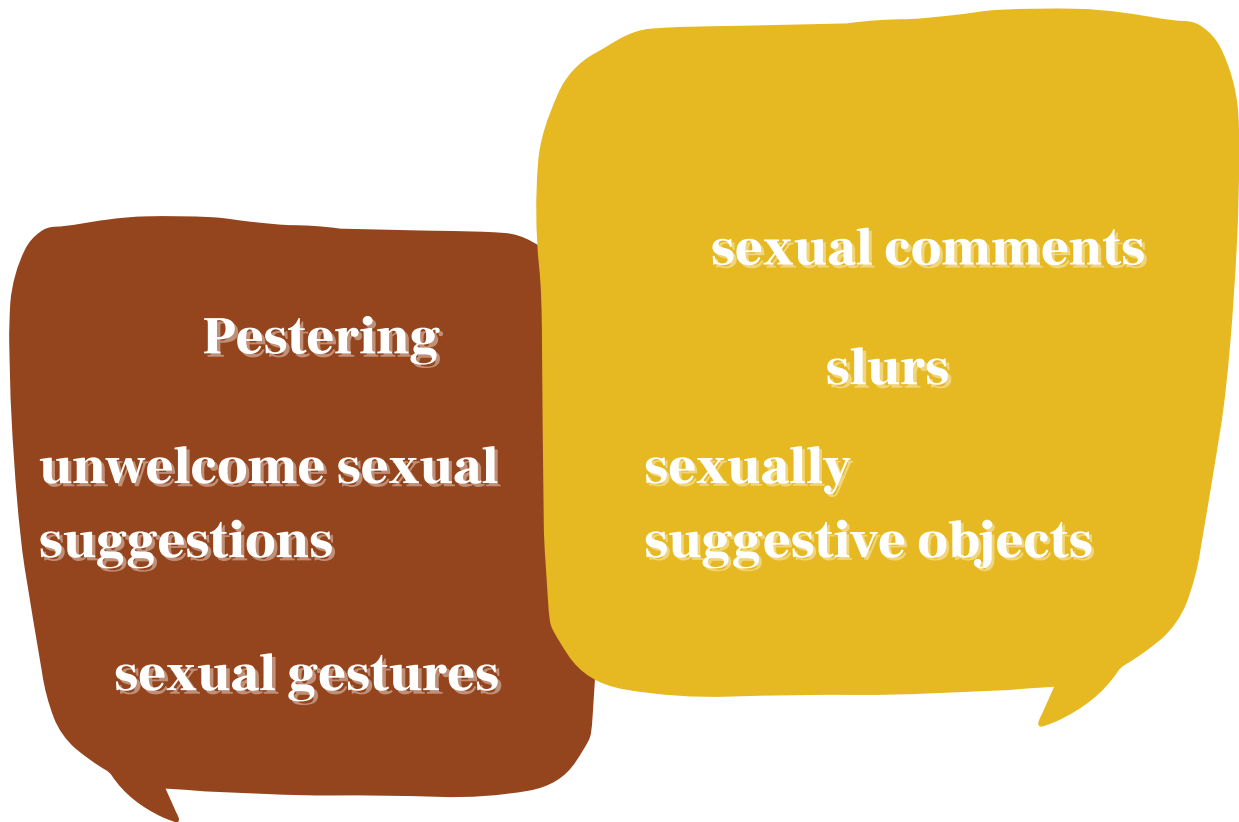 Pestering
unwelcome sexual
suggestions
sexual gestures
sexual comments
slurs
sexually
suggestive objects